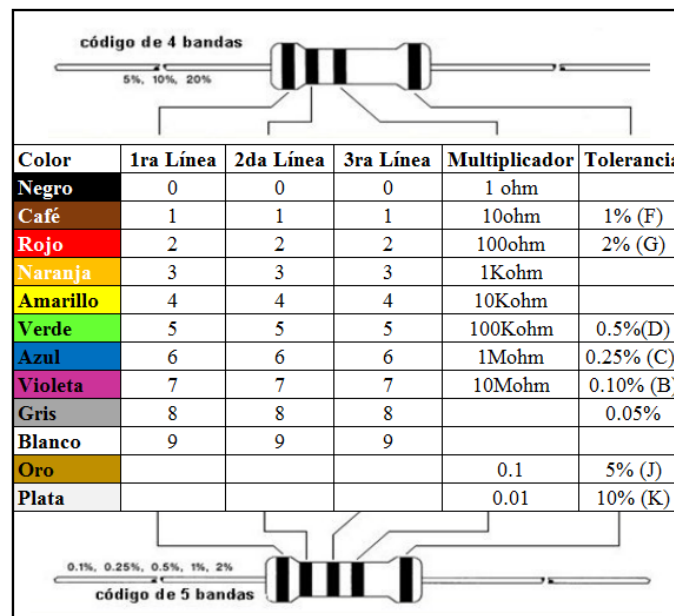 código de 4 bandas
5%, 10%, 20%
Color 1ra Línea 2da Línea 3ra Línea Multiplicador Tolerancia
Negro 0 0 0 1 ohm
Café 1 1 1 10ohm 1% (F)
Rojo 2 2 2 100ohm 2% (G)
Naranja 3 3 3 1Kohm
Amarillo 4 4 4 10Kohm
Verde 5 5 5 100Kohm 0.5%(D)
Azul 6 6 6 1Mohm 0.25% (C)
Violeta 7 7 7 10Mohm 0.10% (B)
Gris 8 8 8 0.05%
Blanco 9 9 9
Oro 0.1 5% (J)
Plata 0.01 10% (K)
0.1%, 0.25%, 0.5%, 1%, 2%
código de 5 bandas